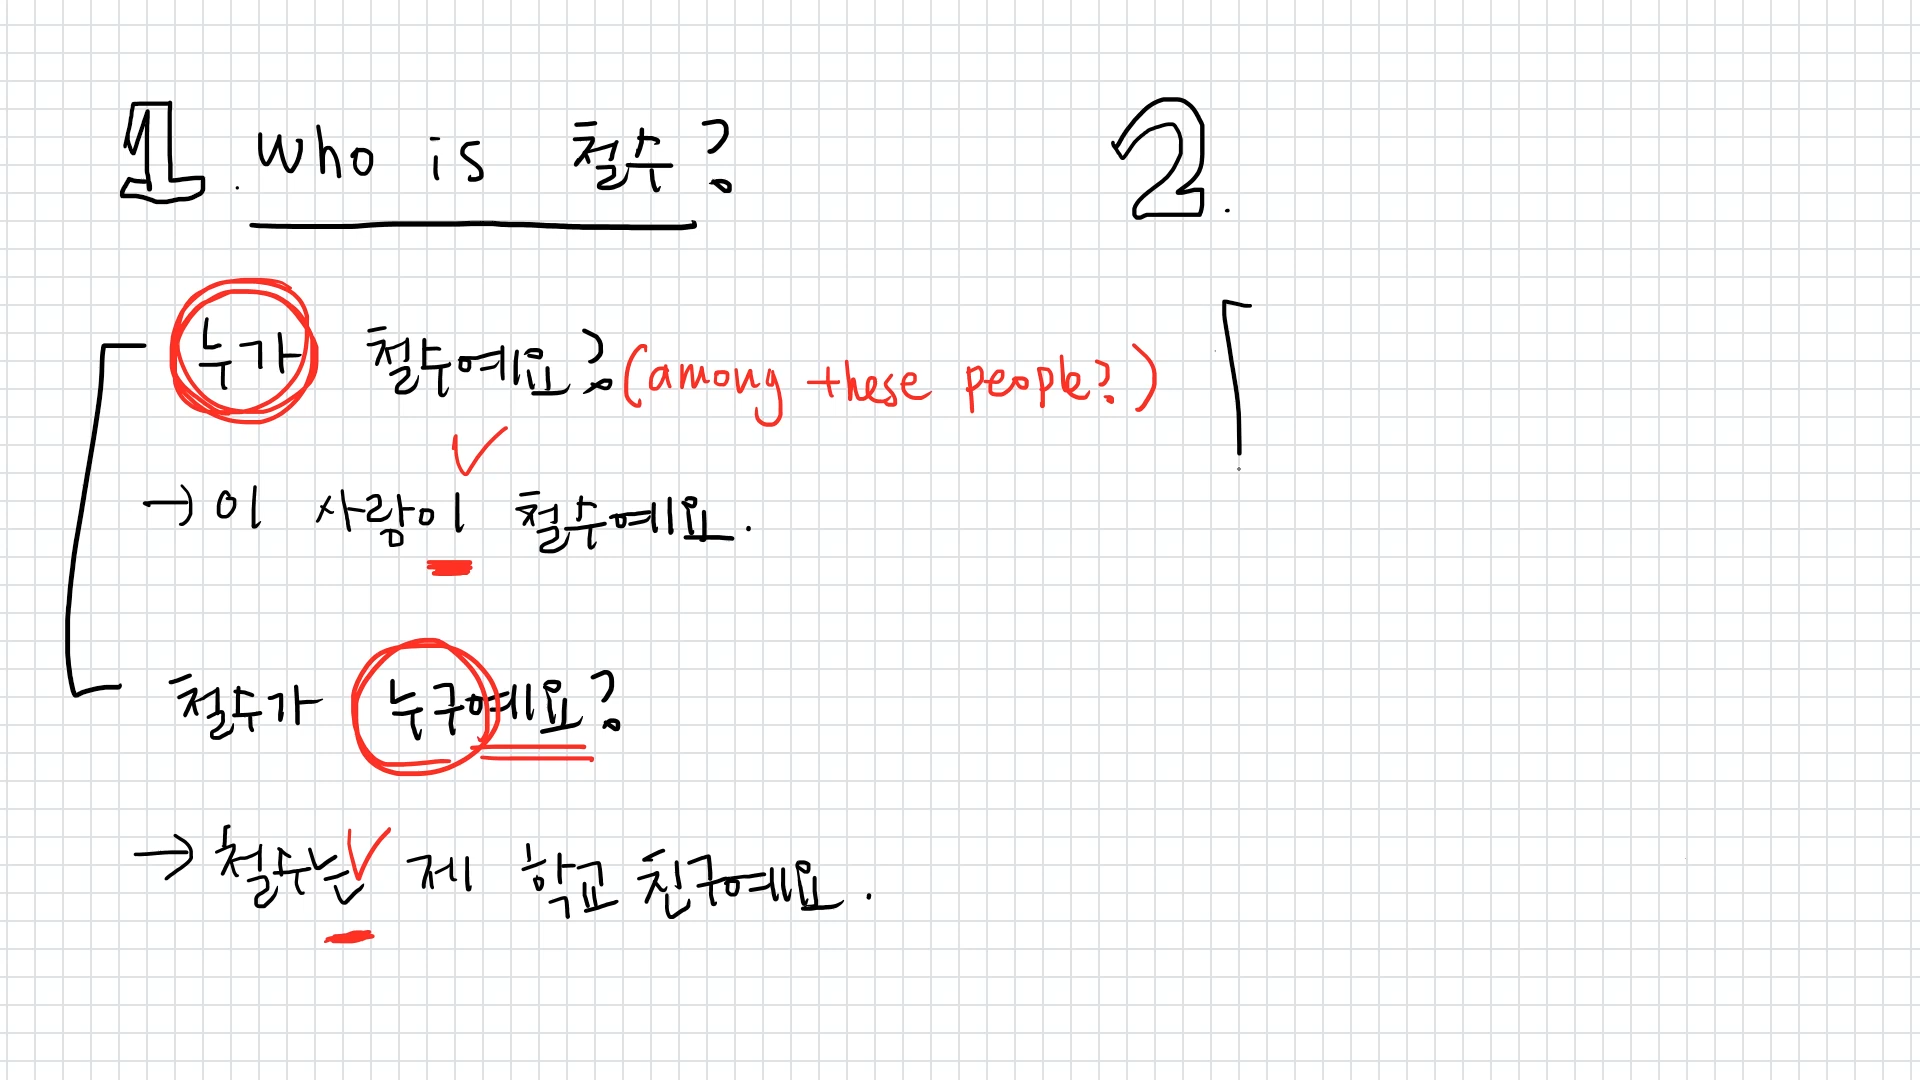 1. Who is 철수?
누가 철수예요? (among these people?)
→ 이 사람이 철수예요.
철수가 누구예요?
→ 철수는 제 학교 친구예요.
2.